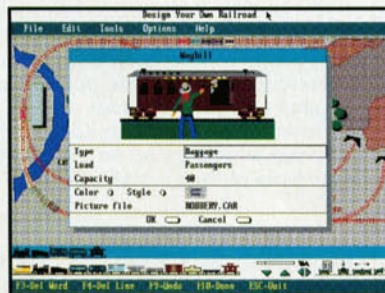 Design Your Own Railroad
File Edit Tools Options Help
Waybill
Type Baggage
Load Passengers
Capacity 40
Color Style
Picture file ROBBERY.CAR
OK Cancel
F3-Del Word F4-Del Line F9-Undo F10-Done ESC-Quit